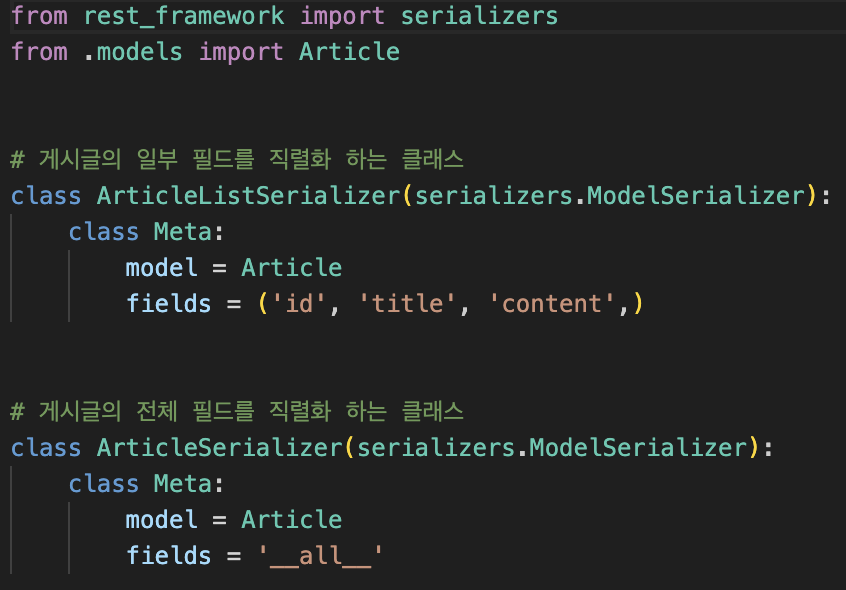 from rest_framework import serializers
from .models import Article
# 게시글의 일부 필드를 직렬화 하는 클래스
class ArticleListSerializer(serializers.ModelSerializer):
    class Meta:
        model = Article
        fields = ('id', 'title', 'content',)
# 게시글의 전체 필드를 직렬화 하는 클래스
class ArticleSerializer(serializers.ModelSerializer):
    class Meta:
        model = Article
        fields = '__all__'